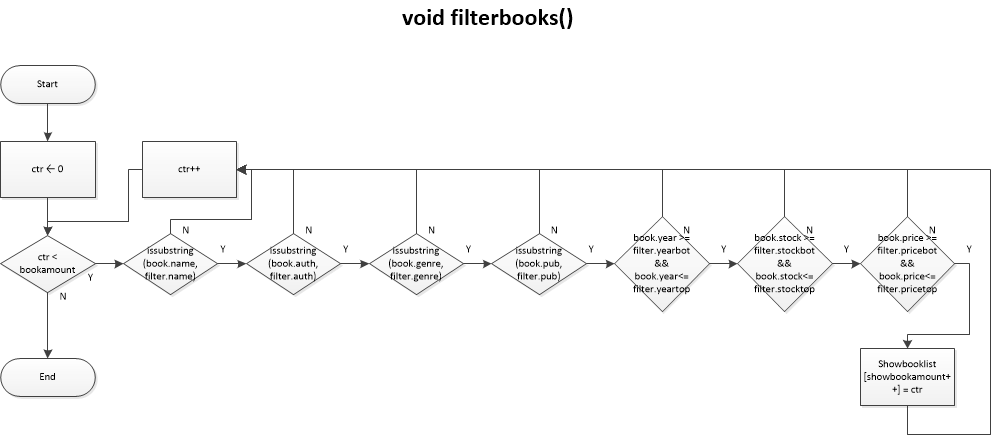 void filterbooks()
Start
ctr ← 0
ctr++
ctr <
bookamount
Y
N
End
issubstring
(book.name,
filter.name)
N
Y
issubstring
(book.auth,
filter.auth)
N
Y
issubstring
(book.genre,
filter.genre)
N
Y
issubstring
(book.pub,
filter.pub)
N
Y
book.year >=
filter.yearbot
&&
book.year<=
filter.yeartop
N
Y
book.stock >=
filter.stockbot
&&
book.stock<=
filter.stocktop
N
Y
book.price >=
filter.pricebot
&&
book.price<=
filter.pricetop
N
Y
Showbooklist
[showbookamount+
+] = ctr